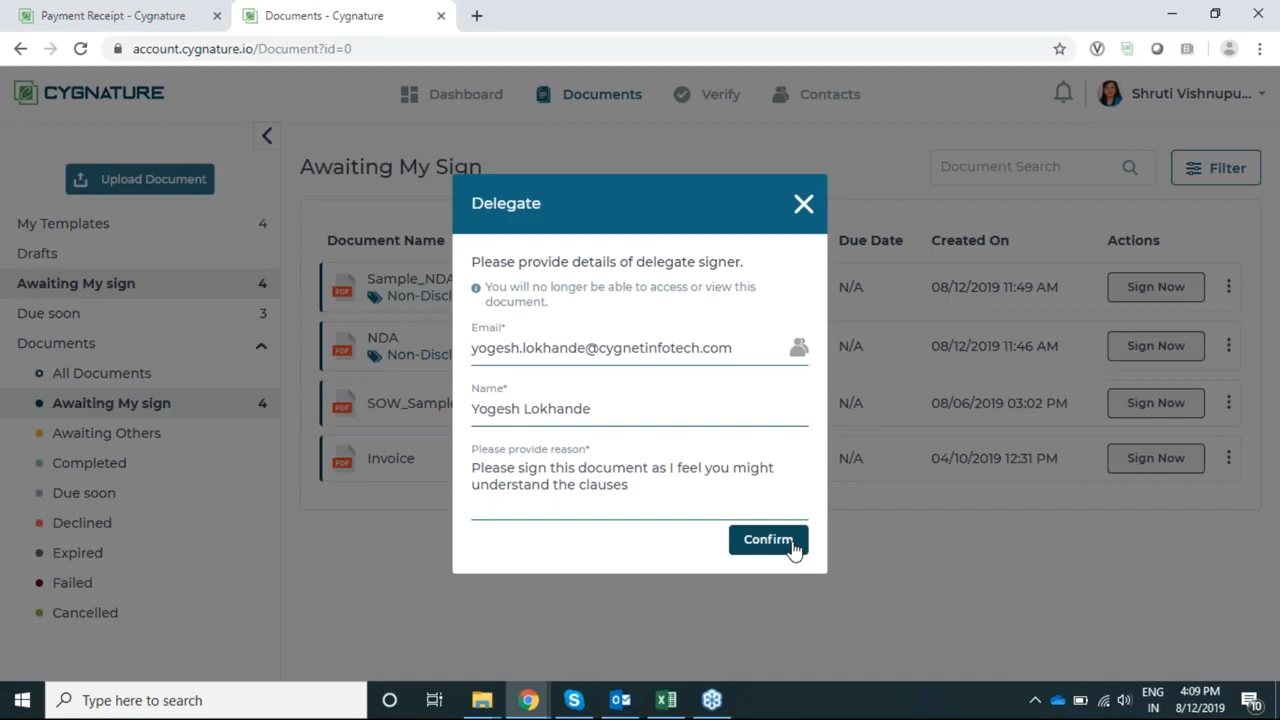 Payment Receipt - Cygnature
Documents - Cygnature
account.cygnature.io/Document?id=0
CYGNATURE
Dashboard
Documents
Verify
Contacts
Shruti Vishnupu...
Upload Document
My Templates 4
Drafts
Awaiting My sign 4
Due soon 3
Documents
All Documents
Awaiting My sign 4
Awaiting Others
Completed
Due soon
Declined
Expired
Failed
Cancelled
Awaiting My Sign
Document Search
Filter
Document Name Due Date Created On Actions
PDF Sample_NDA N/A 08/12/2019 11:49 AM Sign Now
Non-Discl
PDF NDA N/A 08/12/2019 11:46 AM Sign Now
Non-Discl
PDF SOW_Sample N/A 08/06/2019 03:02 PM Sign Now
PDF Invoice N/A 04/10/2019 12:31 PM Sign Now
Delegate
Please provide details of delegate signer.
You will no longer be able to access or view this
document.
Email*
yogesh.lokhande@cygnetinfotech.com
Name*
Yogesh Lokhande
Please provide reason*
Please sign this document as I feel you might
understand the clauses
Confirm
Type here to search
ENG
IN
4:09 PM
8/12/2019
10